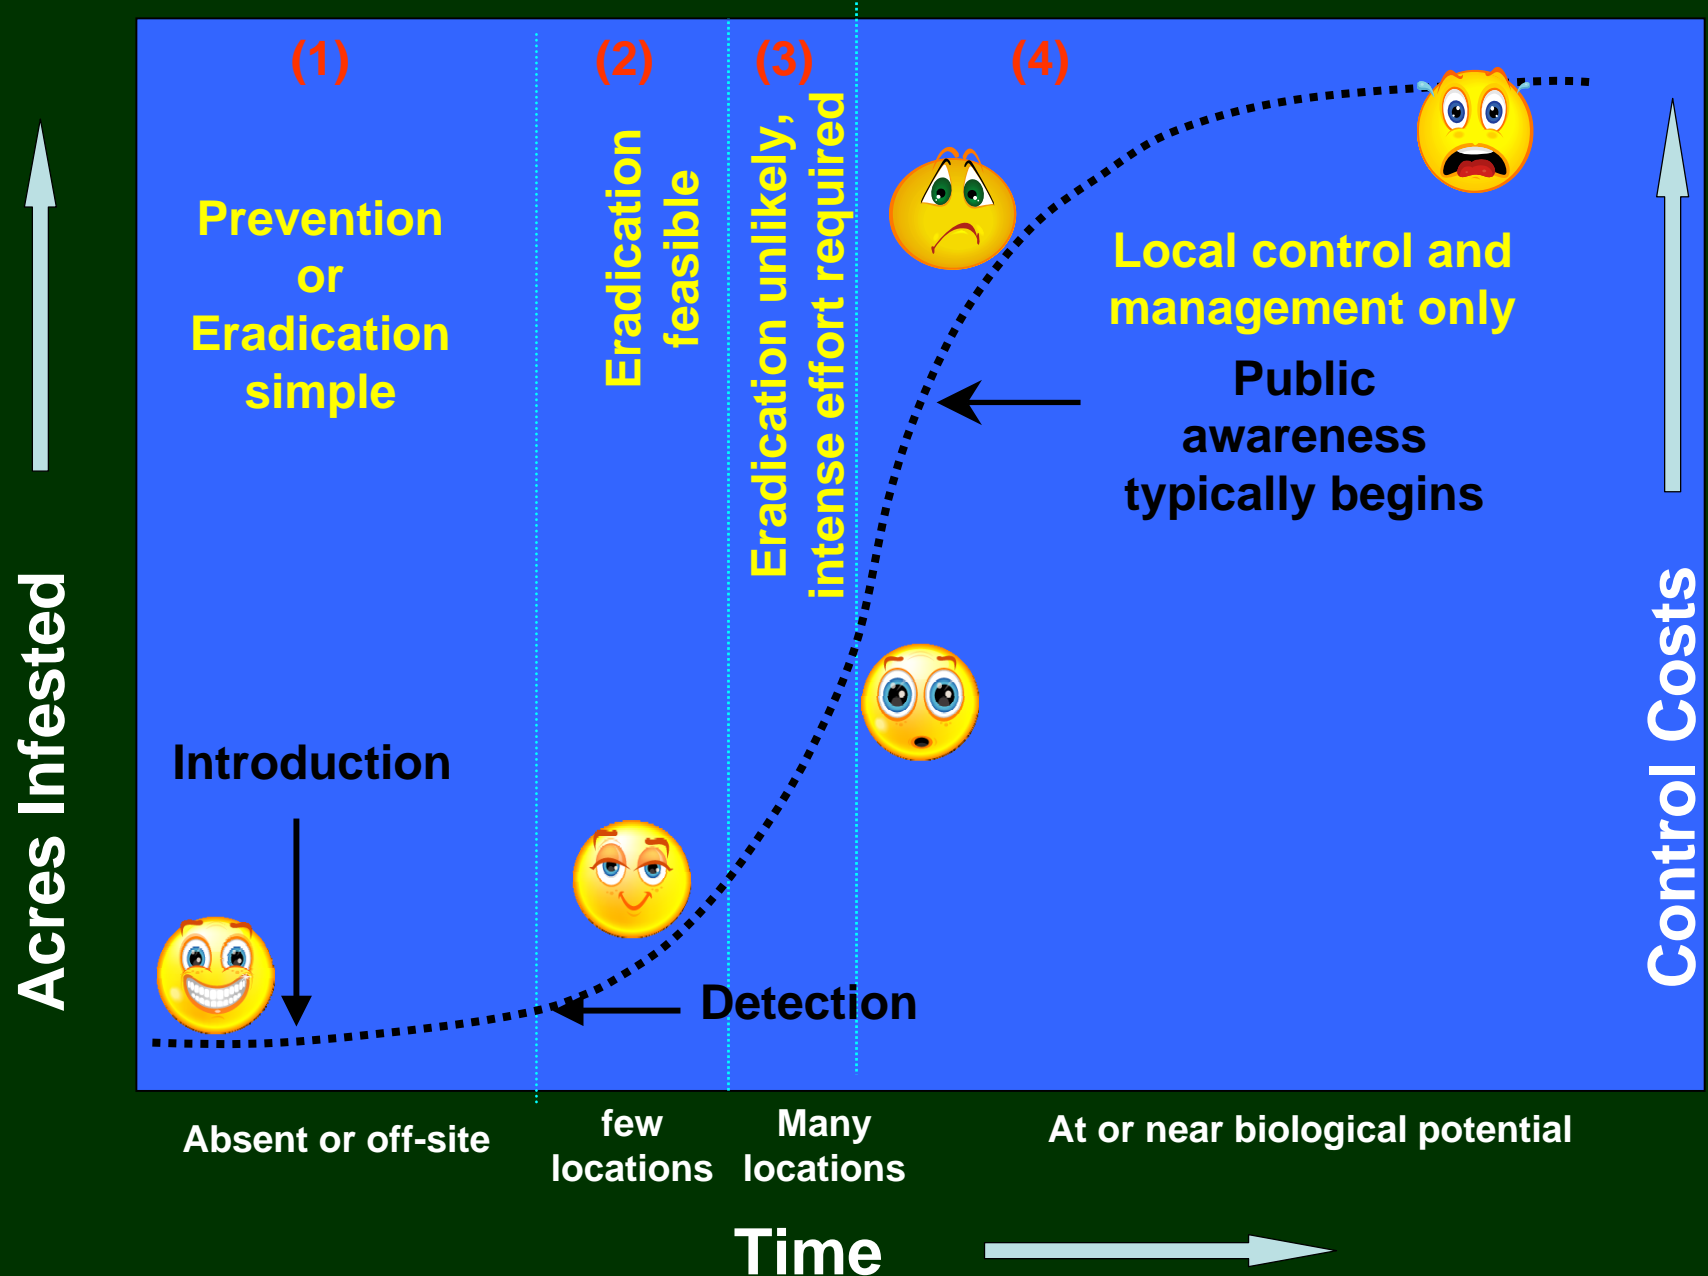 (1)
(2)
(3)
(4)
Prevention
or
Eradication
simple
Eradication
feasible
Eradication unlikely,
intense effort required
Local control and
management only
Public
awareness
typically begins
Introduction
Detection
Acres Infested
Control Costs
Absent or off-site
few
locations
Many
locations
At or near biological potential
Time